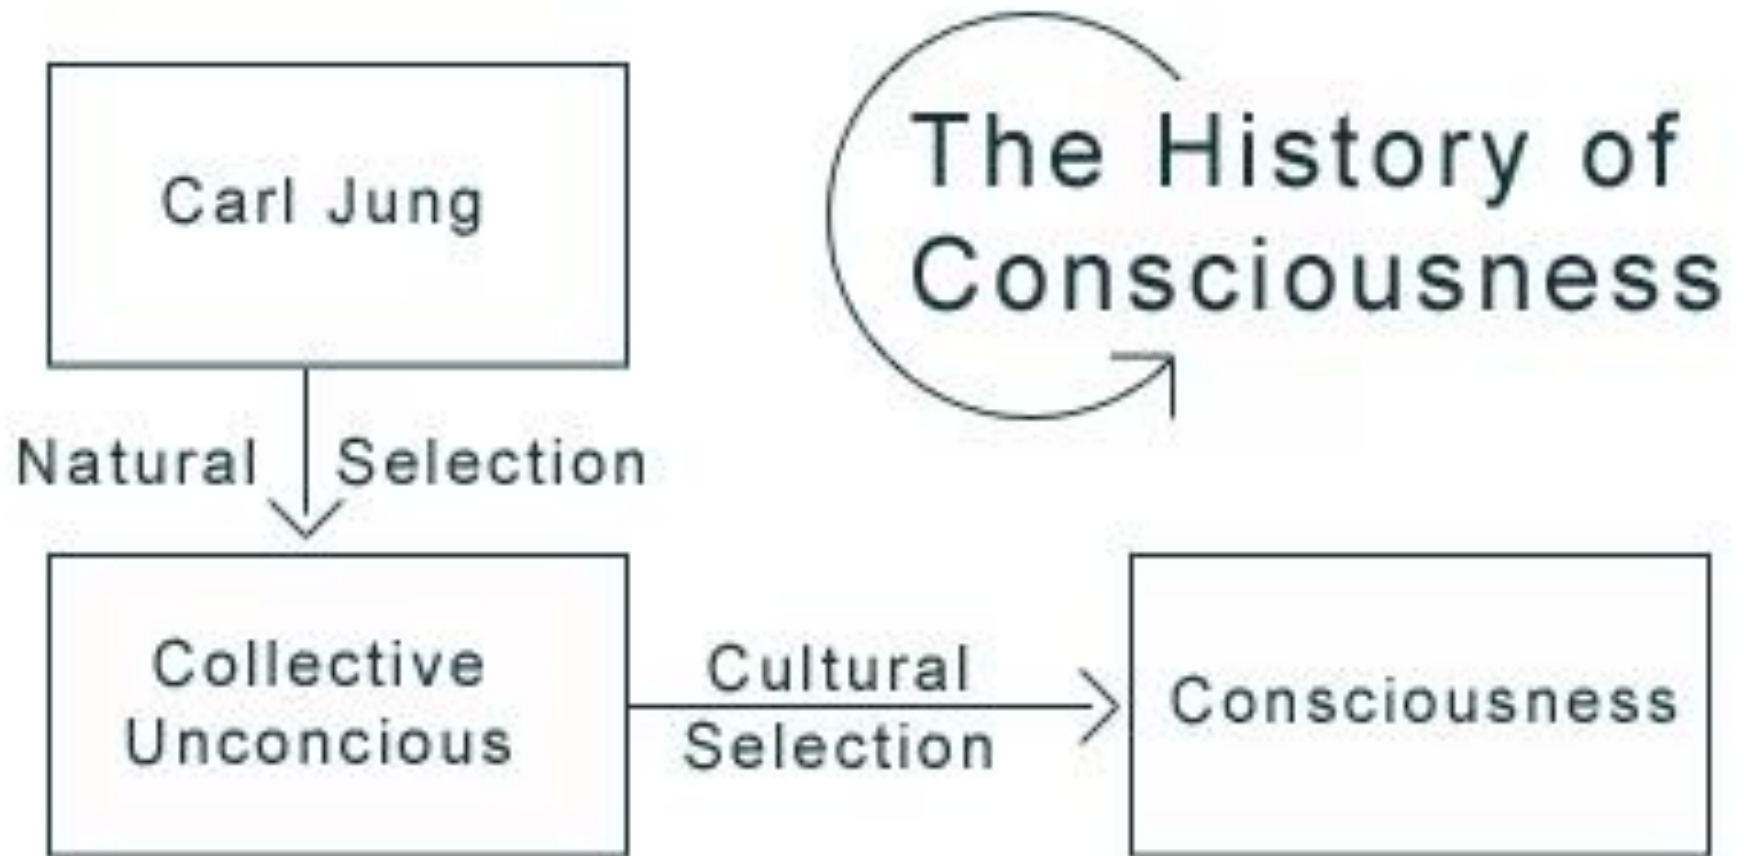 Carl Jung
The History of
Consciousness
Natural Selection
Collective
Unconcious
Cultural
Selection
Consciousness